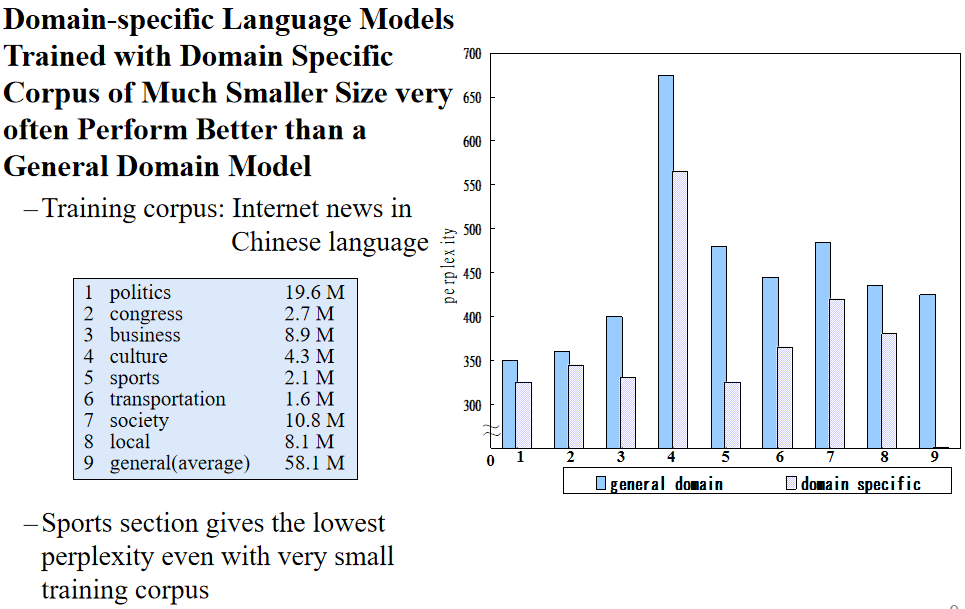 Domain-specific Language Models
Trained with Domain Specific
Corpus of Much Smaller Size very
often Perform Better than a
General Domain Model
–Training corpus: Internet news in
Chinese language
1 politics 19.6 M
2 congress 2.7 M
3 business 8.9 M
4 culture 4.3 M
5 sports 2.1 M
6 transportation 1.6 M
7 society 10.8 M
8 local 8.1 M
9 general(average) 58.1 M
–Sports section gives the lowest
perplexity even with very small
training corpus
perplexity
700
650
600
550
500
450
400
350
300
0 1 2 3 4 5 6 7 8 9
general domain domain specific